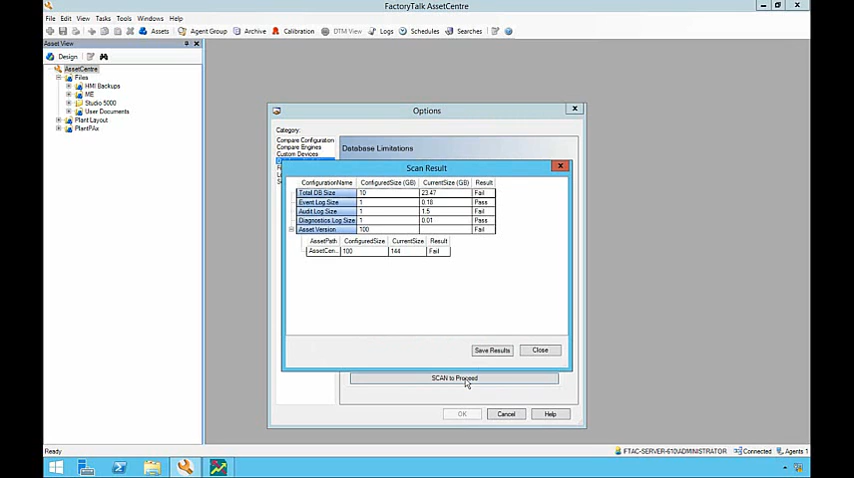 FactoryTalk AssetCentre
File Edit View Tasks Tools Windows Help
Assets Agent Group Archive Calibration DTM View Logs Schedules Searches
Asset View
Design
AssetCentre
Files
HMI Backups
ME
Studio 5000
User Documents
Plant Layout
PlantPAx
Options
Category:
Compare Configuration
Compare Engines
Custom Devices
Database Limitations
Scan Result
ConfigurationName ConfiguredSize (GB) CurrentSize (GB) Result
Total DB Size 10 23.47 Fail
Event Log Size 1 0.18 Pass
Audit Log Size 1 1.5 Fail
Diagnostics Log Size 1 0.01 Pass
Asset Version 100 Fail
AssetPath ConfiguredSize CurrentSize Result
AssetCen... 100 144 Fail
Save Results Close
SCAN to Proceed
OK Cancel Help
Ready FTAC-SERVER-610\ADMINISTRATOR Connected Agents 1